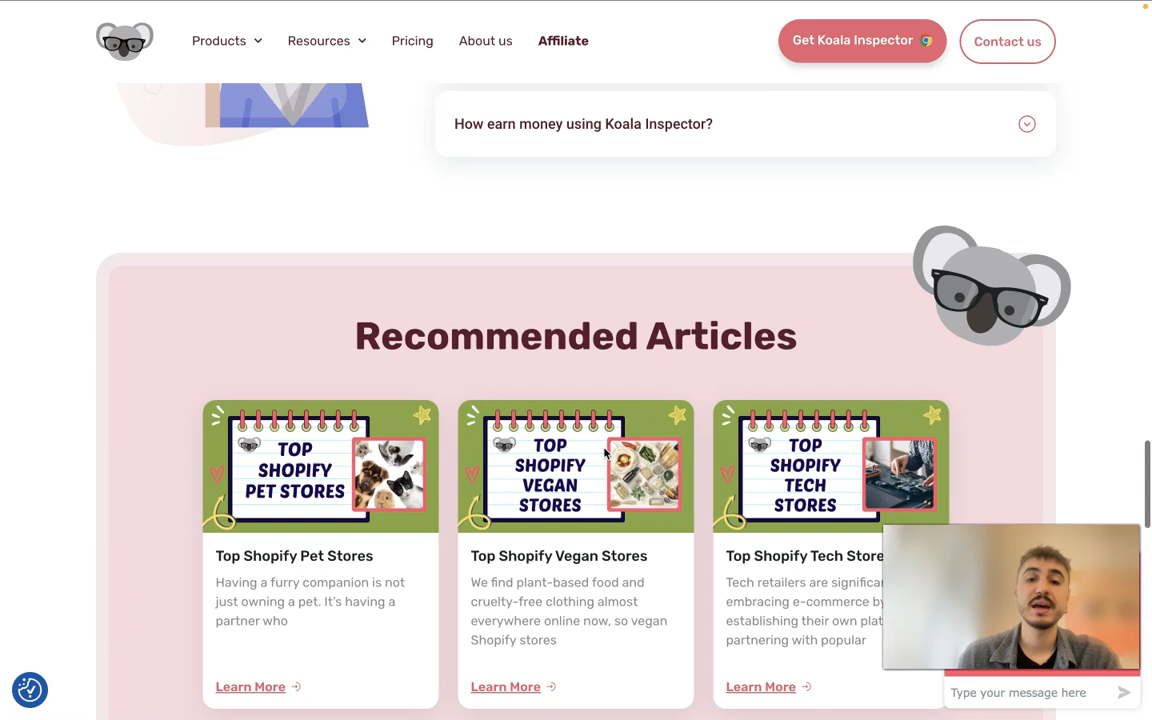 Products
Resources
Pricing
About us
Affiliate
Get Koala Inspector
Contact us
How earn money using Koala Inspector?
Recommended Articles
TOP
SHOPIFY
PET STORES
TOP
SHOPIFY
VEGAN
STORES
TOP
SHOPIFY
TECH
STORES
Top Shopify Pet Stores
Having a furry companion is not
just owning a pet. It's having a
partner who
Learn More
Top Shopify Vegan Stores
We find plant-based food and
cruelty-free clothing almost
everywhere online now, so vegan
Shopify stores
Learn More
Top Shopify Tech Store
Tech retailers are significa
embracing e-commerce by
establishing their own plat
partnering with popular
Learn More
Type your message here